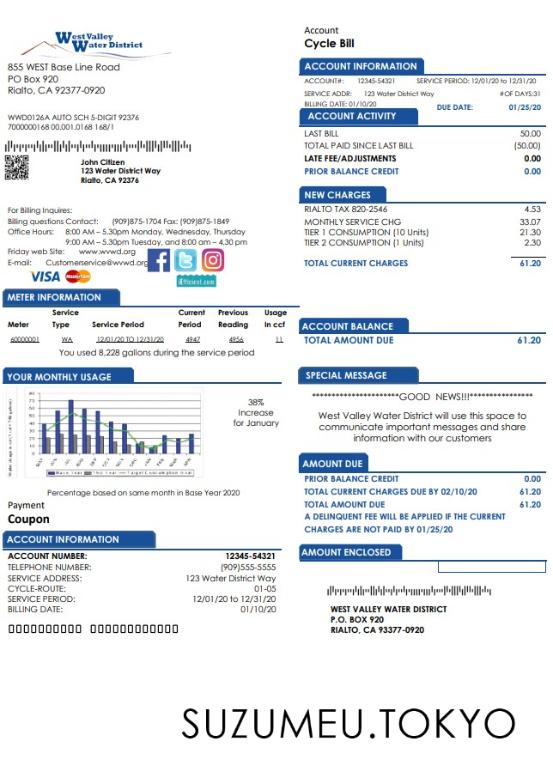 West Valley
Water District
855 WEST Base Line Road
PO Box 920
Rialto, CA 92377-0920
WWD0126A AUTO SCH 5-DIGIT 92376
7000000168 00,001.0168 168/1
John Citizen
123 Water District Way
Rialto, CA 92376
For Billing Inquires:
Billing questions Contact: (909)875-1704 Fax: (909)875-1849
Office Hours: 8:00 AM – 5.30pm Monday, Wednesday, Thursday
9:00 AM – 5.30pm Tuesday, and 8:00 am – 4.30 pm
Friday web Site: www.wvwd.org
E-mail: Customerservice@wvwd.org
VISA MasterCard
METER INFORMATION
Service Current Previous Usage
Meter Type Service Period Period Reading In ccf
60000001 WA 12/01/20 TO 12/31/20 4947 4956 11
You used 8,228 gallons during the service period
YOUR MONTHLY USAGE
80
70
60
50
40
30
20
10
0
38%
Increase
for January
Percentage based on same month in Base Year 2020
Payment
Coupon
ACCOUNT INFORMATION
ACCOUNT NUMBER: 12345-54321
TELEPHONE NUMBER: (909)555-5555
SERVICE ADDRESS: 123 Water District Way
CYCLE-ROUTE: 01-05
SERVICE PERIOD: 12/01/20 to 12/31/20
BILLING DATE: 01/10/20
Account
Cycle Bill
ACCOUNT INFORMATION
ACCOUNT#: 12345-54321 SERVICE PERIOD: 12/01/20 to 12/31/20
SERVICE ADDR: 123 Water District Way #OF DAYS:31
BILLING DATE: 01/10/20 DUE DATE: 01/25/20
ACCOUNT ACTIVITY
LAST BILL 50.00
TOTAL PAID SINCE LAST BILL (50.00)
LATE FEE/ADJUSTMENTS 0.00
PRIOR BALANCE CREDIT 0.00
NEW CHARGES
RIALTO TAX 820-2546 4.53
MONTHLY SERVICE CHG 33.07
TIER 1 CONSUMPTION (10 Units) 21.30
TIER 2 CONSUMPTION (1 Units) 2.30
TOTAL CURRENT CHARGES 61.20
ACCOUNT BALANCE
TOTAL AMOUNT DUE 61.20
SPECIAL MESSAGE
**********************GOOD NEWS!!!****************
West Valley Water District will use this space to
communicate important messages and share
information with our customers
AMOUNT DUE
PRIOR BALANCE CREDIT 0.00
TOTAL CURRENT CHARGES DUE BY 02/10/20 61.20
TOTAL AMOUNT DUE 61.20
A DELINQUENT FEE WILL BE APPLIED IF THE CURRENT
CHARGES ARE NOT PAID BY 01/25/20
AMOUNT ENCLOSED
WEST VALLEY WATER DISTRICT
P.O. BOX 920
RIALTO, CA 93377-0920
SUZUMEU.TOKYO